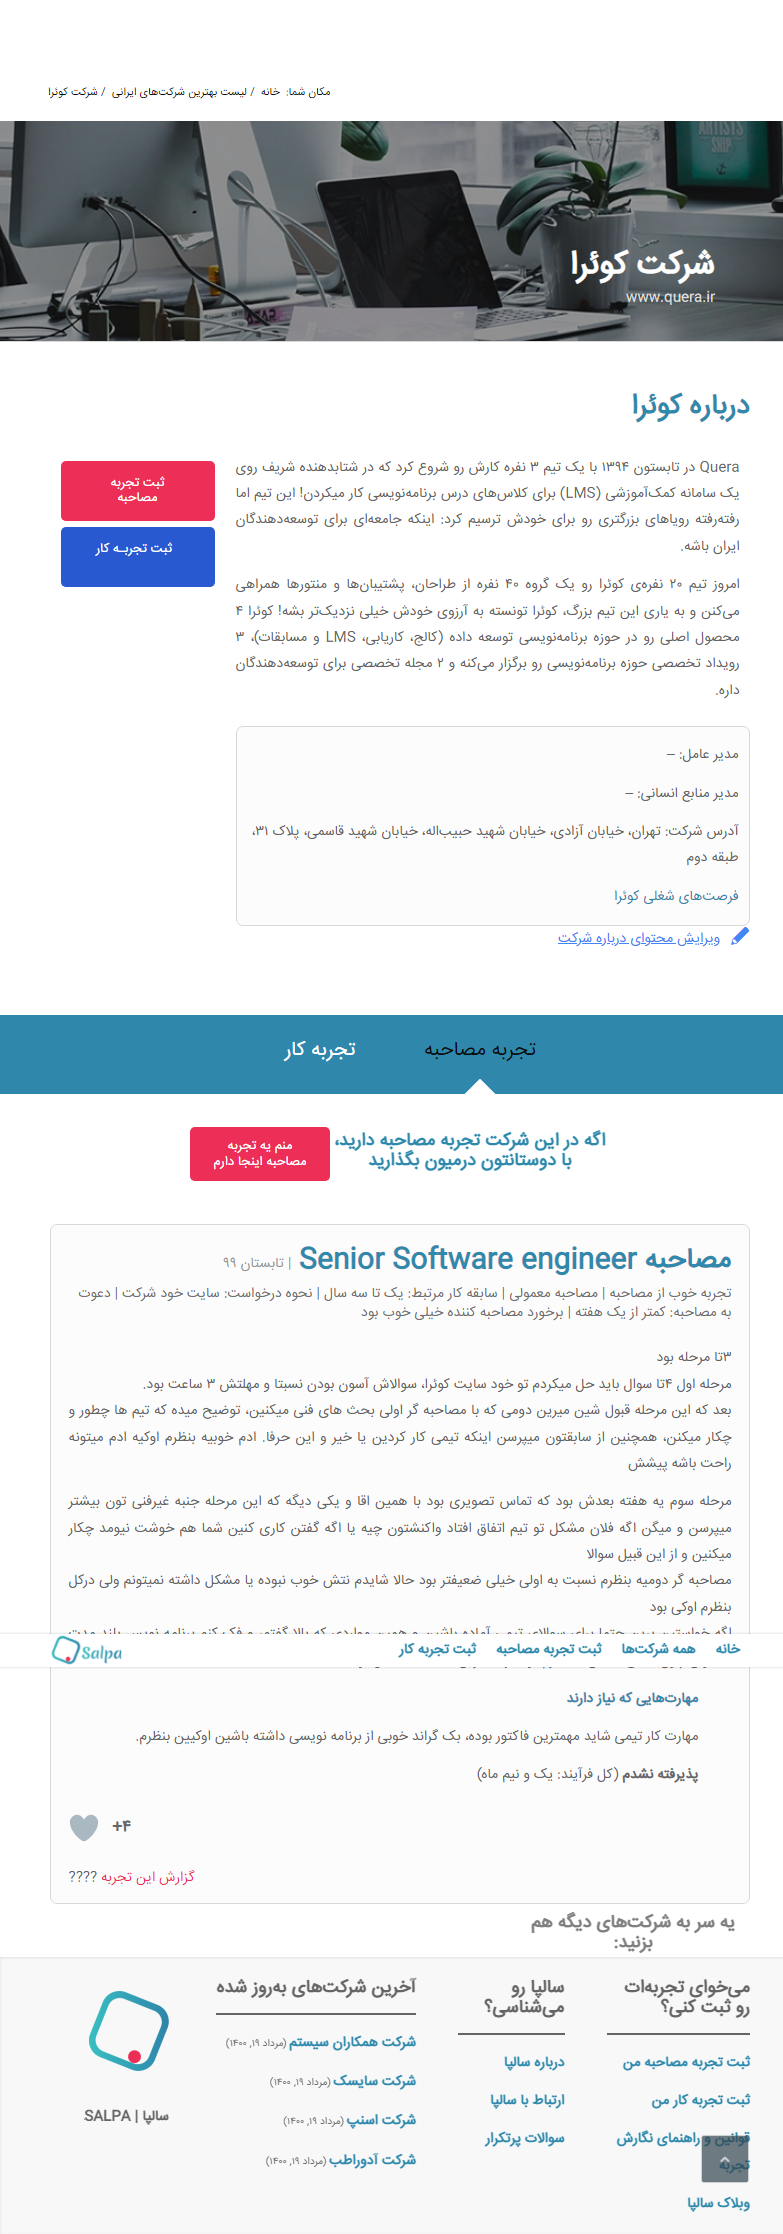 مکان شما: خانه / لیست بهترین شرکت‌های ایرانی / شرکت کوئرا
ARTISTS
SHIP
شرکت کوئرا
www.quera.ir
درباره کوئرا
Quera در تابستون ۱۳۹۴ با یک تیم ۳ نفره کارش رو شروع کرد که در شتابدهنده شریف روی
یک سامانه کمک‌آموزشی (LMS) برای کلاس‌های درس برنامه‌نویسی کار میکردن! این تیم اما
رفته‌رفته رویاهای بزرگتری رو برای خودش ترسیم کرد: اینکه جامعه‌ای برای توسعه‌دهندگان
ایران باشه.
امروز تیم ۲۰ نفره‌ی کوئرا رو یک گروه ۴۰ نفره از طراحان، پشتیبان‌ها و منتورها همراهی
می‌کنن و به یاری این تیم بزرگ، کوئرا تونسته به آرزوی خودش خیلی نزدیک‌تر بشه! کوئرا ۴
محصول اصلی رو در حوزه برنامه‌نویسی توسعه داده (کالج، کاریابی، LMS و مسابقات)، ۳
رویداد تخصصی حوزه برنامه‌نویسی رو برگزار می‌کنه و ۲ مجله تخصصی برای توسعه‌دهندگان
داره.
ثبت تجربه
مصاحبه
ثبت تجربـه کار
مدیر عامل: –
مدیر منابع انسانی: –
آدرس شرکت: تهران، خیابان آزادی، خیابان شهید حبیب‌اله، خیابان شهید قاسمی، پلاک ۳۱،
طبقه دوم
فرصت‌های شغلی کوئرا
ویرایش محتوای درباره شرکت
تجربه مصاحبه
تجربه کار
اگه در این شرکت تجربه مصاحبه دارید،
با دوستانتون درمیون بگذارید
منم یه تجربه
مصاحبه اینجا دارم
مصاحبه Senior Software engineer | تابستان ۹۹
تجربه خوب از مصاحبه | مصاحبه معمولی | سابقه کار مرتبط: یک تا سه سال | نحوه درخواست: سایت خود شرکت | دعوت
به مصاحبه: کمتر از یک هفته | برخورد مصاحبه کننده خیلی خوب بود
۳تا مرحله بود
مرحله اول ۴تا سوال باید حل میکردم تو خود سایت کوئرا، سوالاش آسون بودن نسبتا و مهلتش ۳ ساعت بود.
بعد که این مرحله قبول شین میرین دومی که با مصاحبه گر اولی بحث های فنی میکنین، توضیح میده که تیم ها چطور و
چکار میکنن، همچنین از سابقتون میپرسن اینکه تیمی کار کردین یا خیر و این حرفا. ادم خوبیه بنظرم اوکیه ادم میتونه
راحت باشه پیشش
مرحله سوم یه هفته بعدش بود که تماس تصویری بود با همین اقا و یکی دیگه که این مرحله جنبه غیرفنی تون بیشتر
میپرسن و میگن اگه فلان مشکل تو تیم اتفاق افتاد واکنشتون چیه یا اگه گفتن کاری کنین شما هم خوشت نیومد چکار
میکنین و از این قبیل سوالا
مصاحبه گر دومیه بنظرم نسبت به اولی خیلی ضعیفتر بود حالا شایدم نتش خوب نبوده یا مشکل داشته نمیتونم ولی درکل
بنظرم اوکی بود
خانه
همه شرکت‌ها
ثبت تجربه مصاحبه
ثبت تجربه کار
Salpa
مهارت‌هایی که نیاز دارند
مهارت کار تیمی شاید مهمترین فاکتور بوده، بک گراند خوبی از برنامه نویسی داشته باشین اوکیین بنظرم.
پذیرفته نشدم (کل فرآیند: یک و نیم ماه)
+۴
گزارش این تجربه ????
یه سر به شرکت‌های دیگه هم
بزنید:
می‌خوای تجربه‌ات
رو ثبت کنی؟
ثبت تجربه مصاحبه من
ثبت تجربه کار من
قوانین و راهنمای نگارش
تجربه
وبلاگ سالپا
سالپا رو
می‌شناسی؟
درباره سالپا
ارتباط با سالپا
سوالات پرتکرار
آخرین شرکت‌های به‌روز شده
شرکت همکاران سیستم (مرداد ۱۹, ۱۴۰۰)
شرکت سایسک (مرداد ۱۹, ۱۴۰۰)
شرکت اسنپ (مرداد ۱۹, ۱۴۰۰)
شرکت آدوراطب (مرداد ۱۹, ۱۴۰۰)
سالپا | SALPA